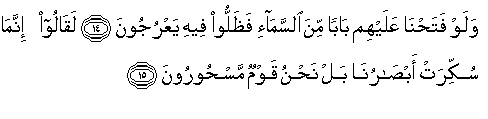 وَلَوْ فَتَحْنَا عَلَيْهِم بَابًا مِّنَ ٱلسَّمَآءِ فَظَلُّوا۟ فِيهِ يَعْرُجُونَ ١٤ لَقَالُوٓا۟ إِنَّمَا
سُكِّرَتْ أَبْصَـٰرُنَا بَلْ نَحْنُ قَوْمٌ مَّسْحُورُونَ ١٥